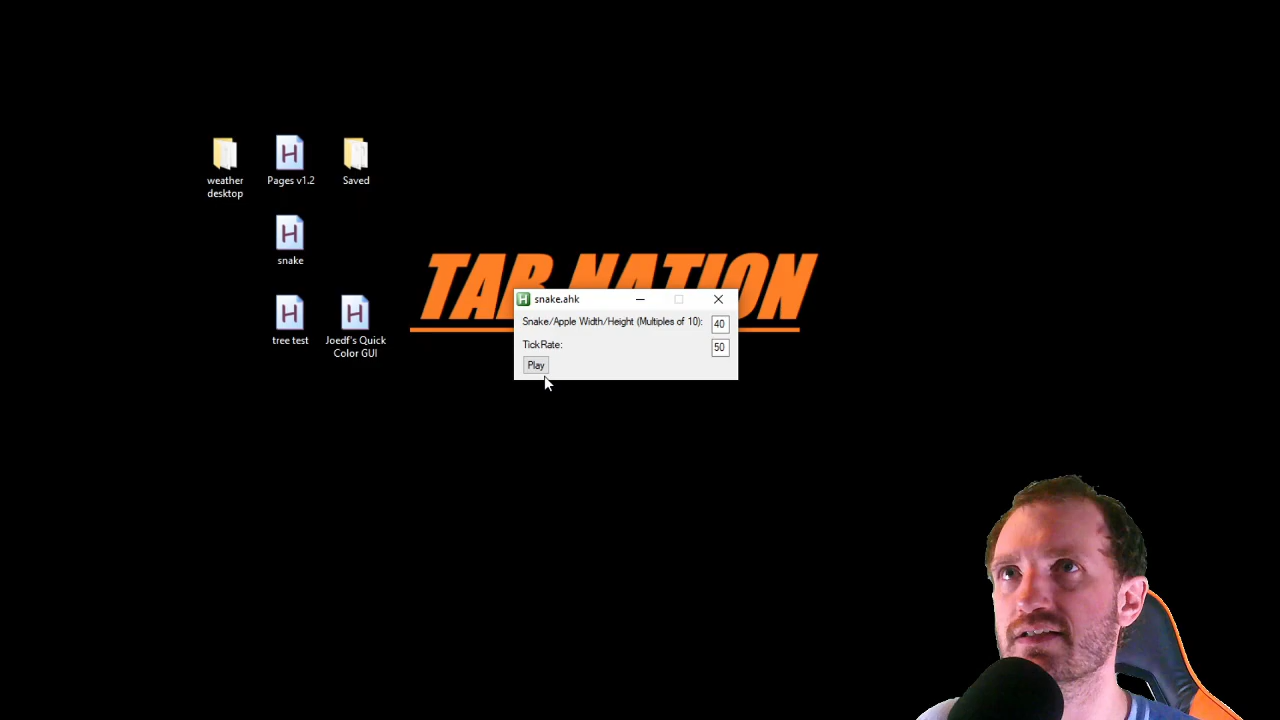 weather
desktop
Pages v1.2
Saved
snake
tree test
Joedf's Quick
Color GUI
TAB NATION
snake.ahk
Snake/Apple Width/Height (Multiples of 10):
40
TickRate:
50
Play